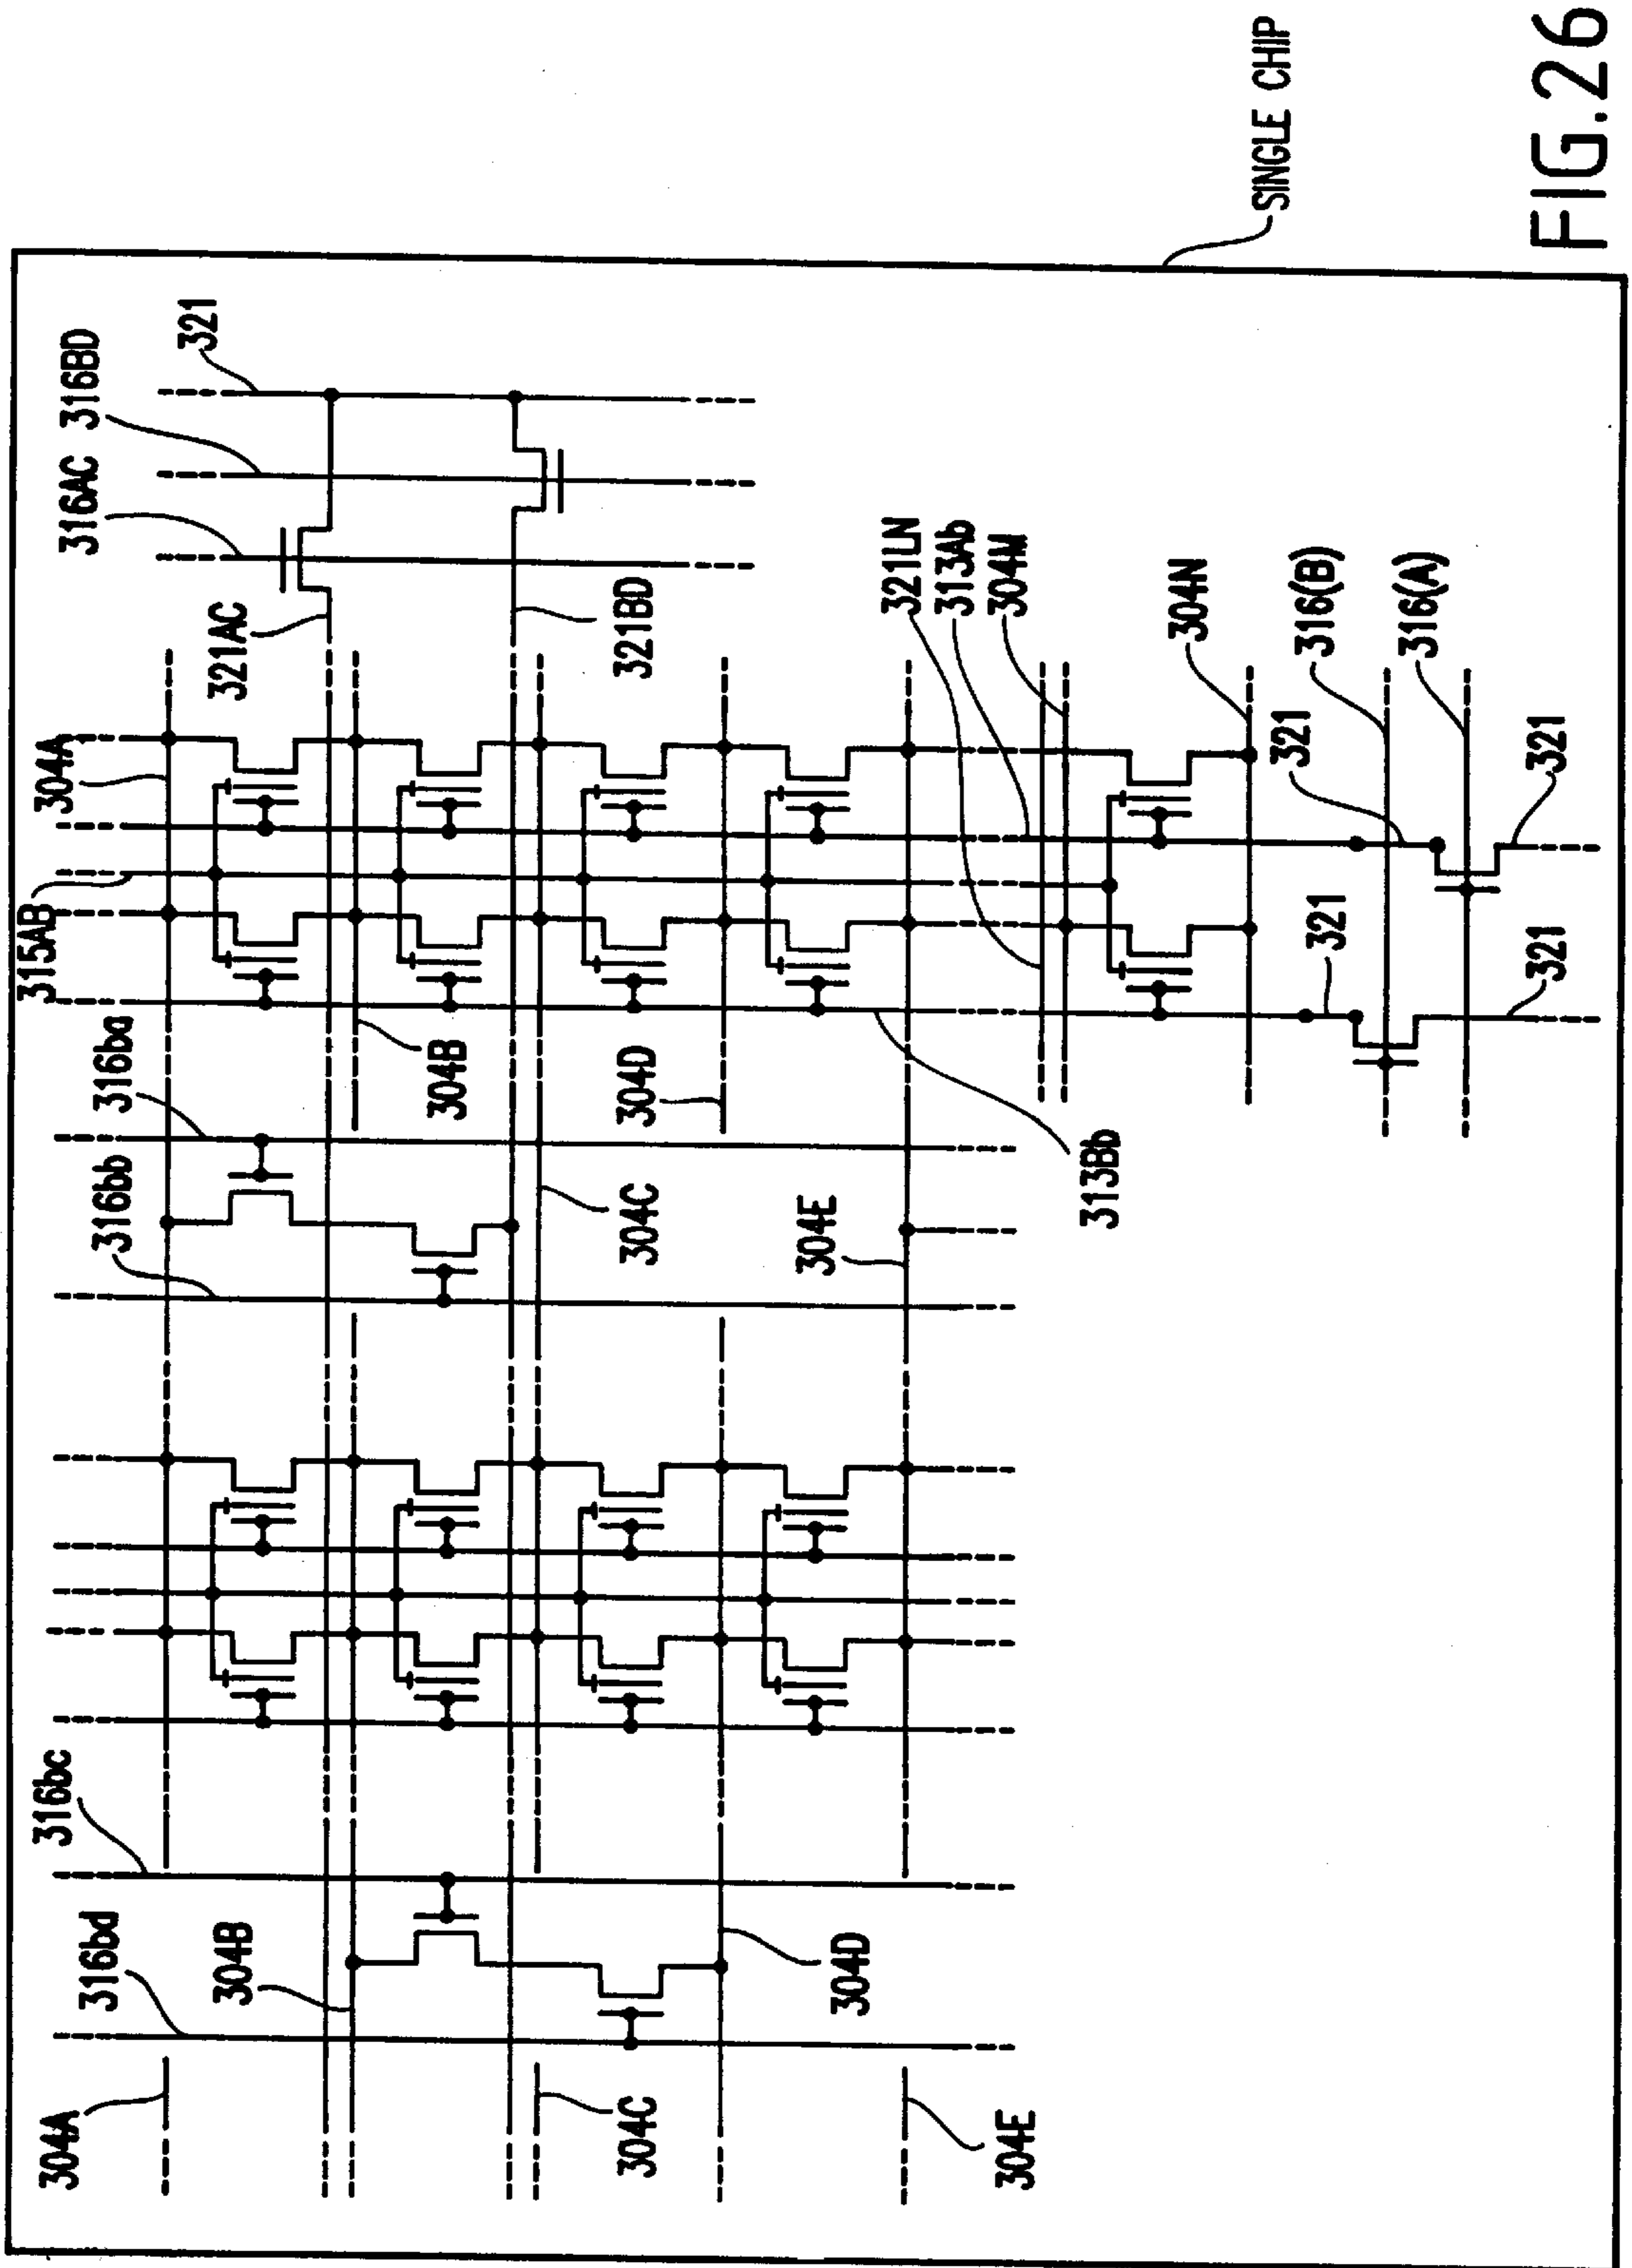 FIG.26
SINGLE CHIP
321
316BD
316AC
321AC
321BD
304A
315AB
316ba
316bb
304B
304D
304C
304E
321LN
313Ab
304M
304N
316(B)
316(A)
321
321
321
321
313Bb
316bc
316bd
304B
304D
304A
304C
304E